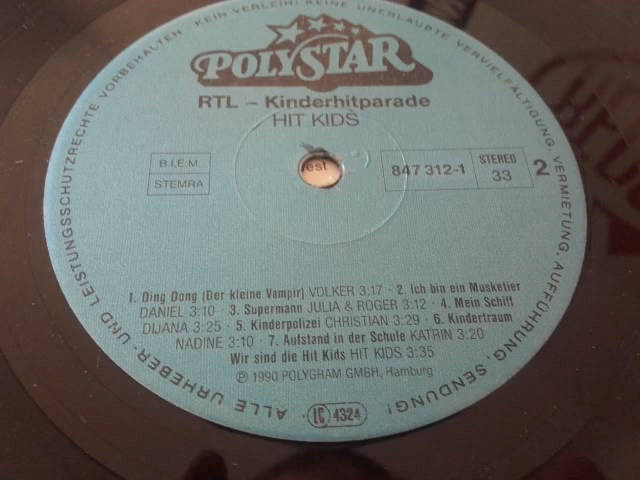 POLYSTAR
RTL – Kinderhitparade
HIT KIDS
B.I.E.M.
STEMRA
est
847 312-1
STEREO
33
2
1. Ding Dong (Der kleine Vampir) VOLKER 3:17 · 2. Ich bin ein Muskelier
DANIEL 3:10 · 3. Supermann JULIA & ROGER 3:12 · 4. Mein Schiff
DIJANA 3:25 · 5. Kinderpolizei CHRISTIAN 3:29 · 6. Kindertraum
NADINE 3:10 · 7. Aufstand in der Schule KATRIN 3:20
Wir sind die Hit Kids HIT KIDS 3:35
℗ 1990 POLYGRAM GMBH, Hamburg
LC 4324
ALLE URHEBER- UND LEISTUNGSSCHUTZRECHTE VORBEHALTEN KEIN VERLEIH! KEINE UNERLAUBTE VERVIELFÄLTIGUNG, VERMIETUNG, AUFFÜHRUNG, SENDUNG!